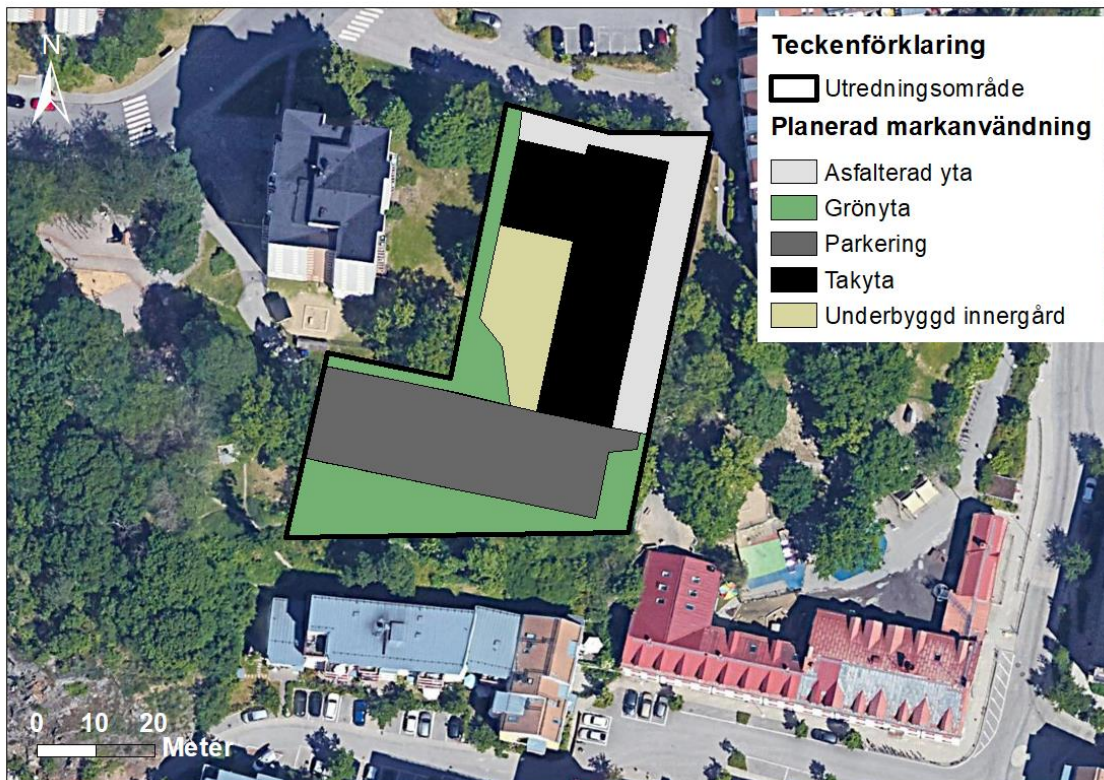 N
Teckenförklaring
Utredningsområde
Planerad markanvändning
Asfalterad yta
Grönyta
Parkering
Takyta
Underbyggd innergård
0 10 20
Meter